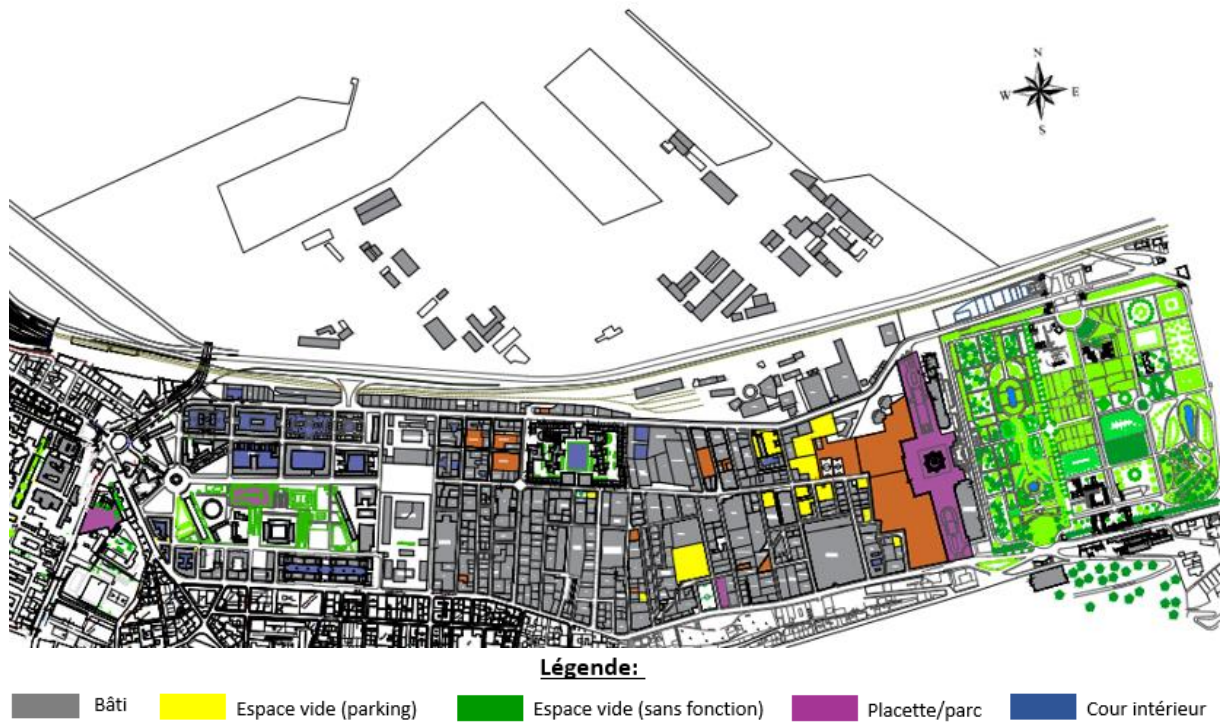 N
W E
S
Légende:
Bâti Espace vide (parking) Espace vide (sans fonction) Placette/parc Cour intérieur